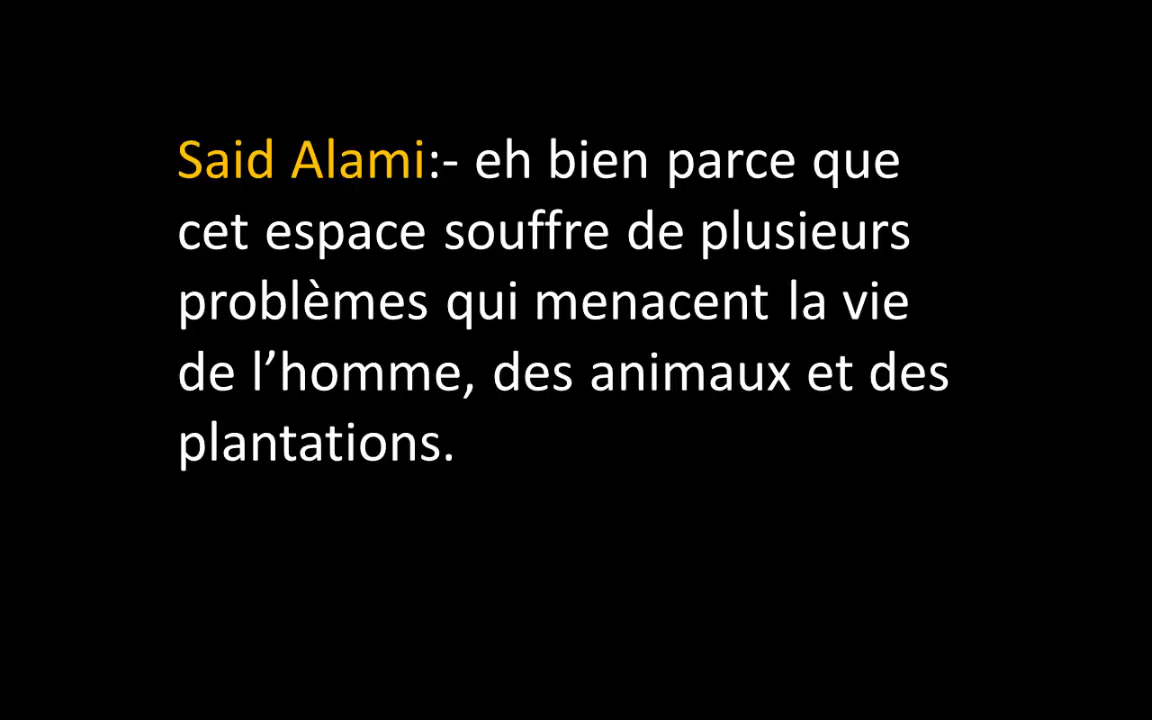 Said Alami:- eh bien parce que
cet espace souffre de plusieurs
problèmes qui menacent la vie
de l’homme, des animaux et des
plantations.